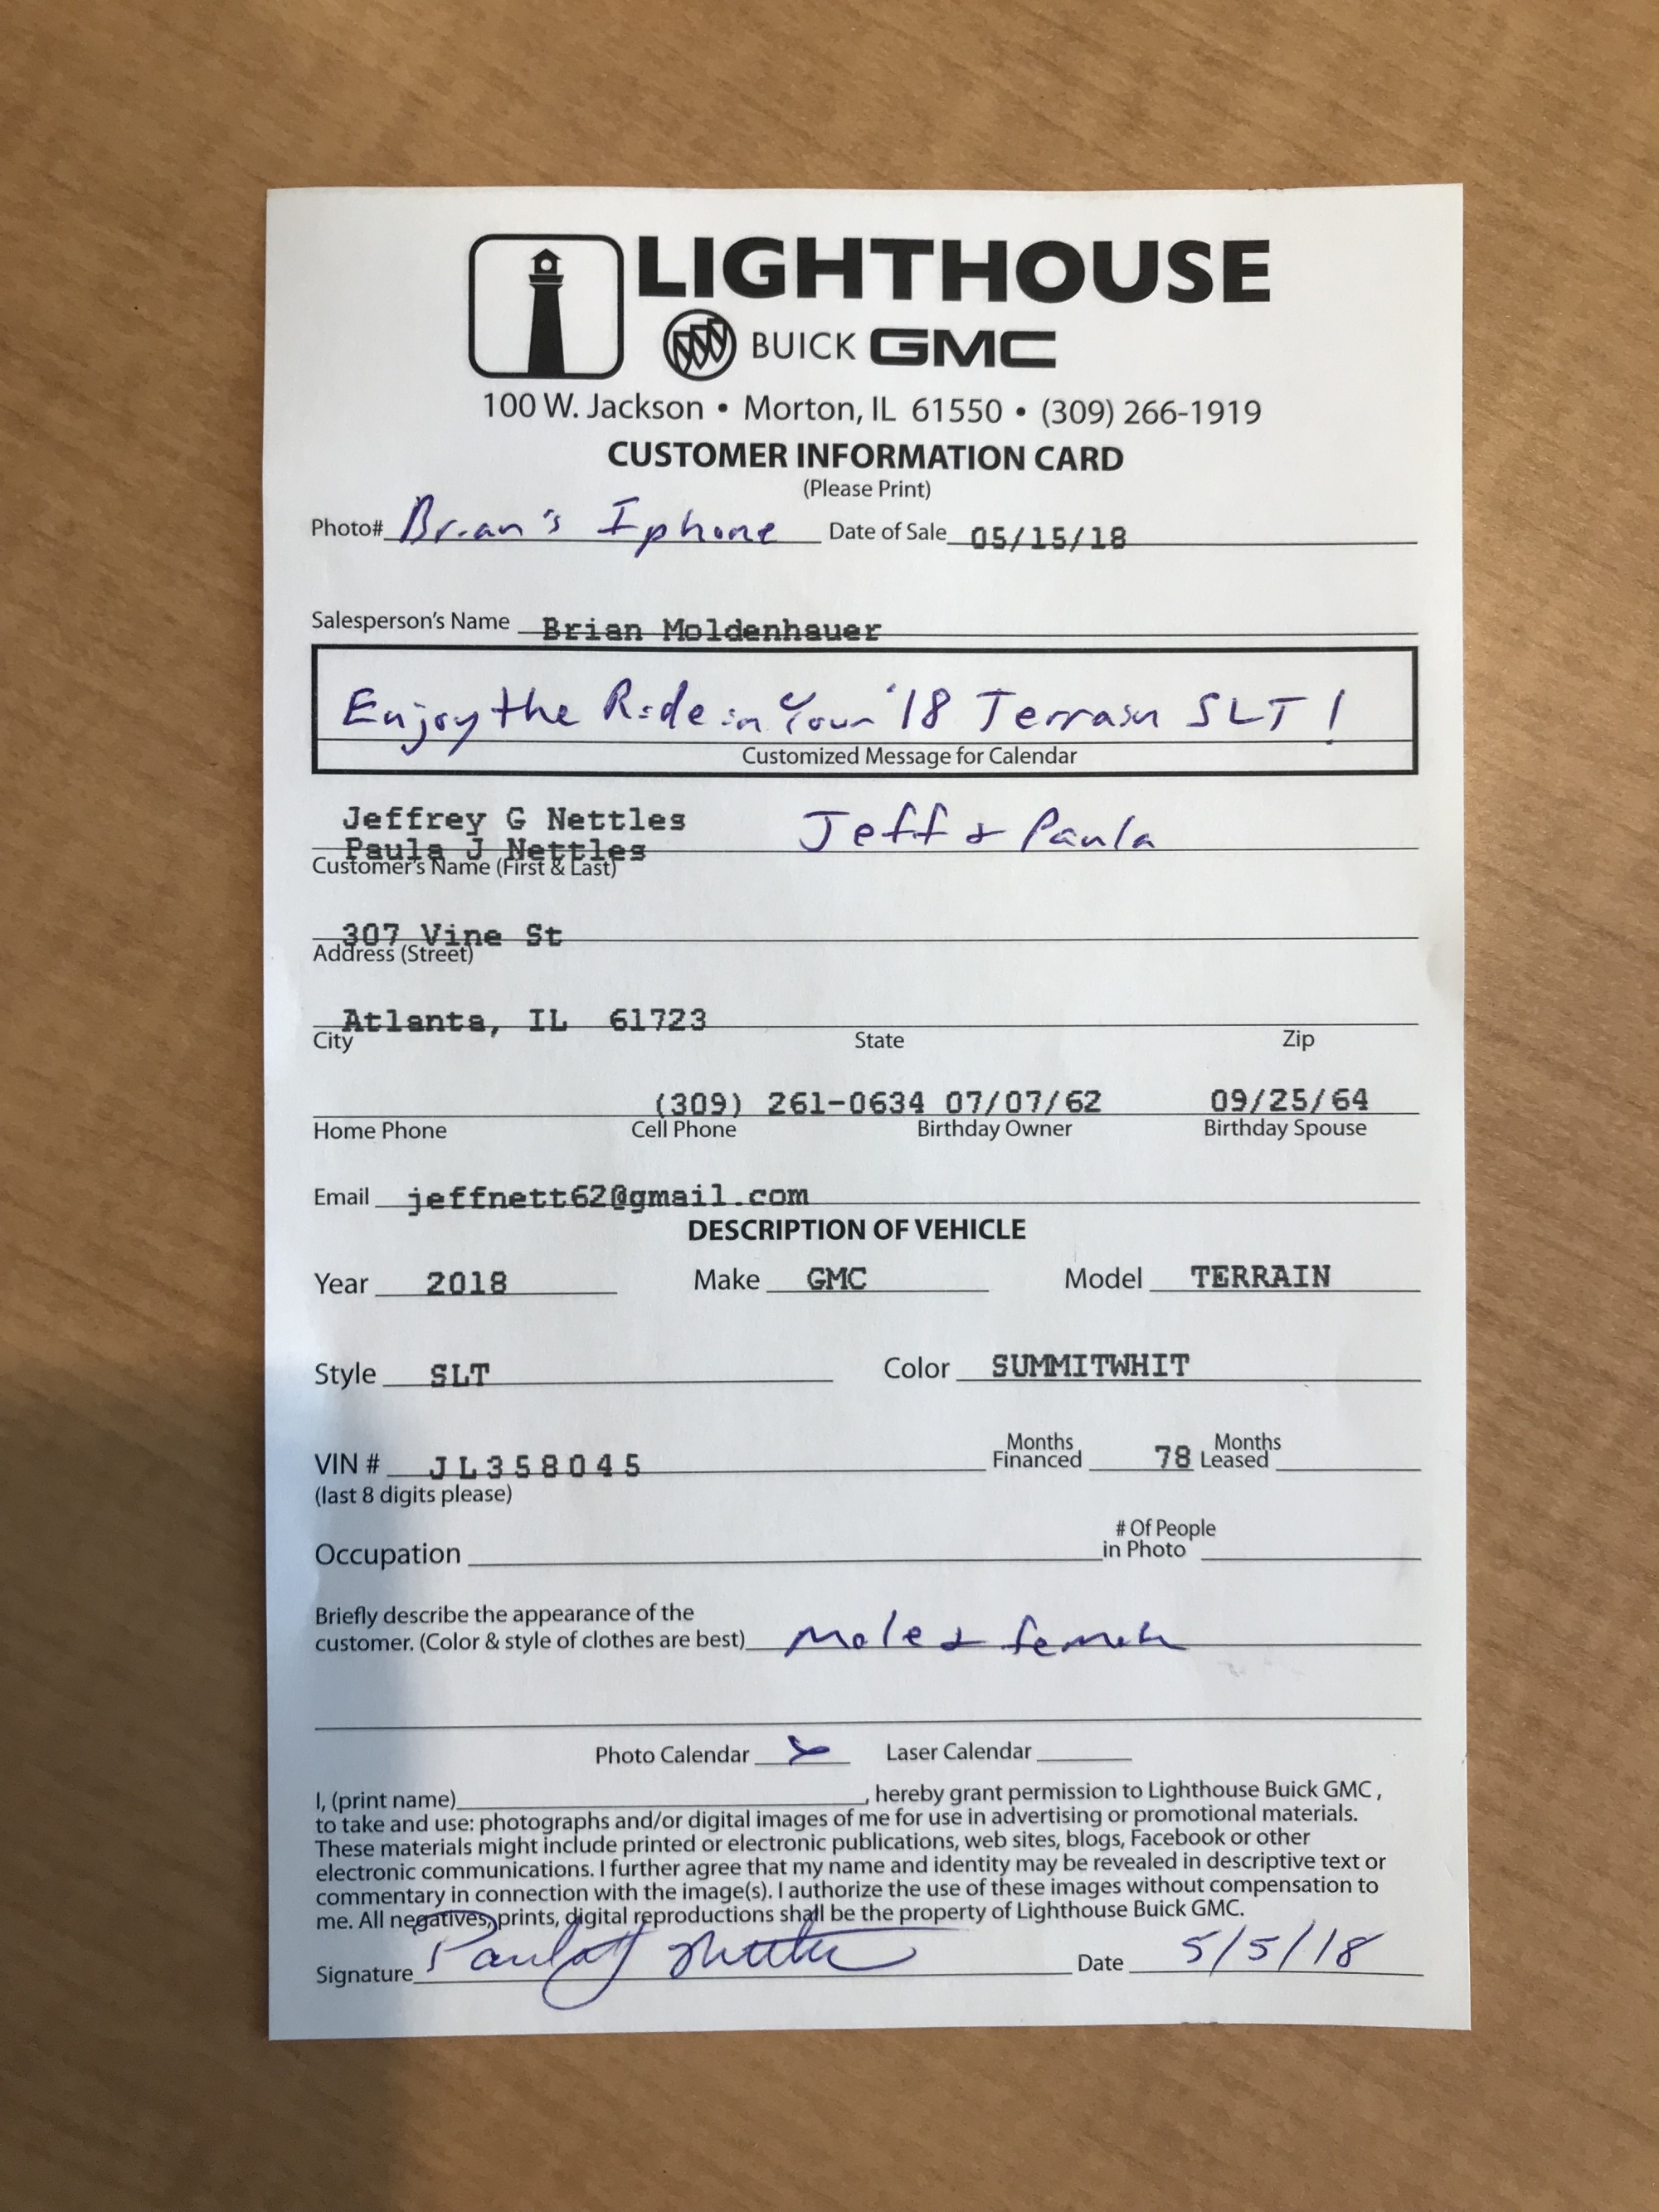 LIGHTHOUSE
BUICK GMC
100 W. Jackson • Morton, IL 61550 • (309) 266-1919
CUSTOMER INFORMATION CARD
(Please Print)
Photo# Brian's Iphone Date of Sale 05/15/18
Salesperson's Name Brian Moldenhauer
Enjoy the Ride in Your '18 Terrain SLT!
Customized Message for Calendar
Jeffrey G Nettles Jeff & Paula
Paula J Nettles
Customer's Name (First & Last)
307 Vine St
Address (Street)
Atlanta, IL 61723
City State Zip
(309) 261-0634 07/07/62 09/25/64
Home Phone Cell Phone Birthday Owner Birthday Spouse
Email jeffnett62@gmail.com
DESCRIPTION OF VEHICLE
Year 2018 Make GMC Model TERRAIN
Style SLT Color SUMMITWHIT
VIN # JL358045 Months Financed 78 Months Leased
(last 8 digits please)
Occupation # Of People in Photo
Briefly describe the appearance of the
customer. (Color & style of clothes are best) Male & female
Photo Calendar Laser Calendar
I, (print name) , hereby grant permission to Lighthouse Buick GMC ,
to take and use: photographs and/or digital images of me for use in advertising or promotional materials.
These materials might include printed or electronic publications, web sites, blogs, Facebook or other
electronic communications. I further agree that my name and identity may be revealed in descriptive text or
commentary in connection with the image(s). I authorize the use of these images without compensation to
me. All negatives, prints, digital reproductions shall be the property of Lighthouse Buick GMC.
Signature Paula J Nettles Date 5/5/18